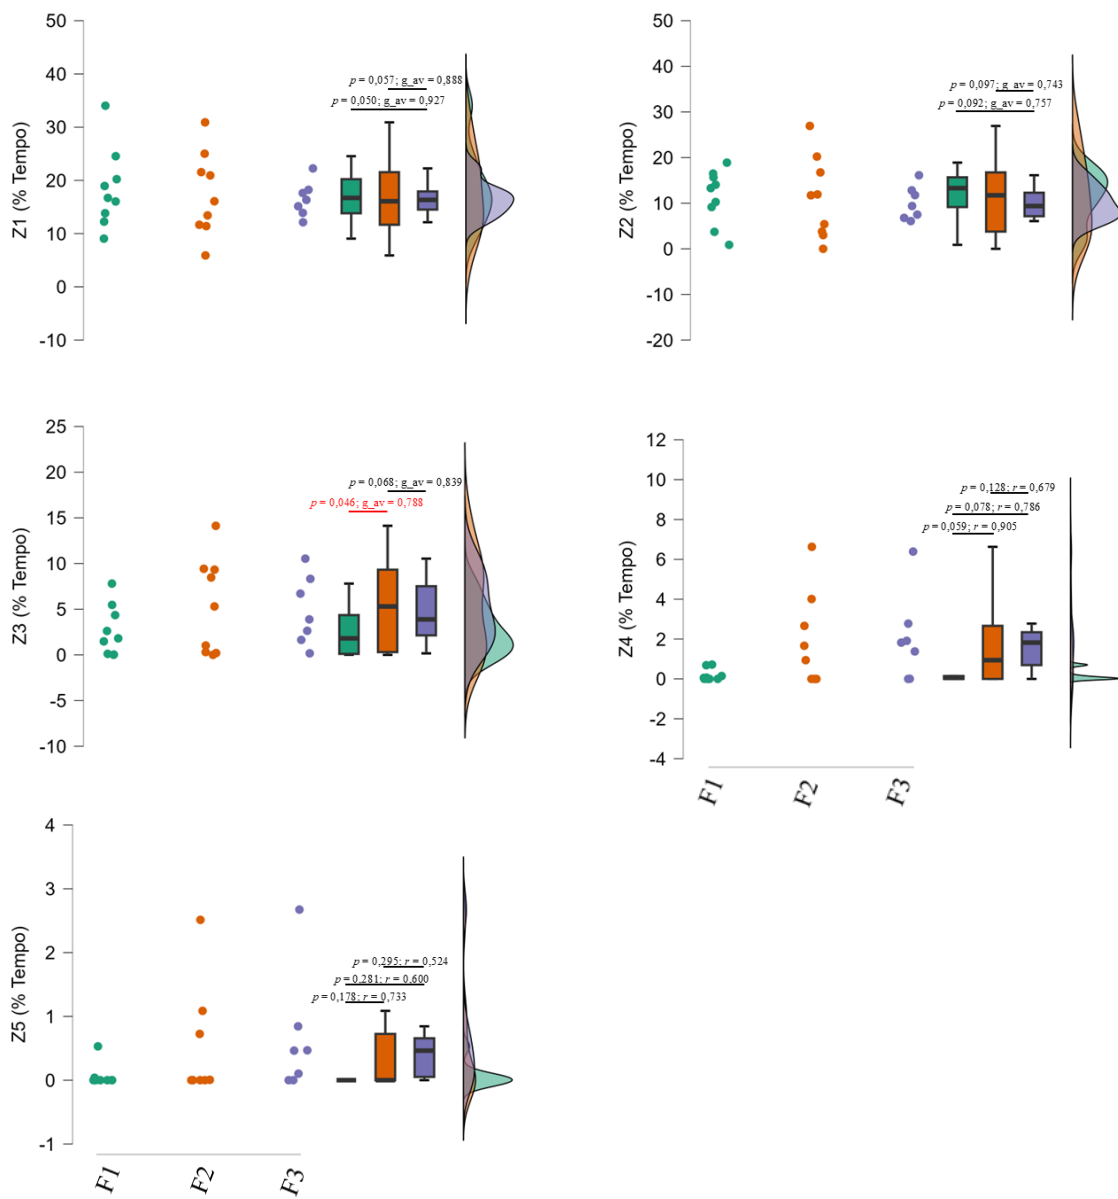 50
40
30
20
10
0
-10
Z1 (% Tempo)
p = 0,057; g_av = 0,888
p = 0,050; g_av = 0,927
50
40
30
20
10
0
-10
-20
Z2 (% Tempo)
p = 0,097; g_av = 0,743
p = 0,092; g_av = 0,757
25
20
15
10
5
0
-5
-10
Z3 (% Tempo)
p = 0,068; g_av = 0,839
p = 0,046; g_av = 0,788
12
10
8
6
4
2
0
-2
-4
Z4 (% Tempo)
p = 0,128; r = 0,679
p = 0,078; r = 0,786
p = 0,059; r = 0,905
F1
F2
F3
4
3
2
1
0
-1
Z5 (% Tempo)
p = 0,295; r = 0,524
p = 0,281; r = 0,600
p = 0,178; r = 0,733
F1
F2
F3